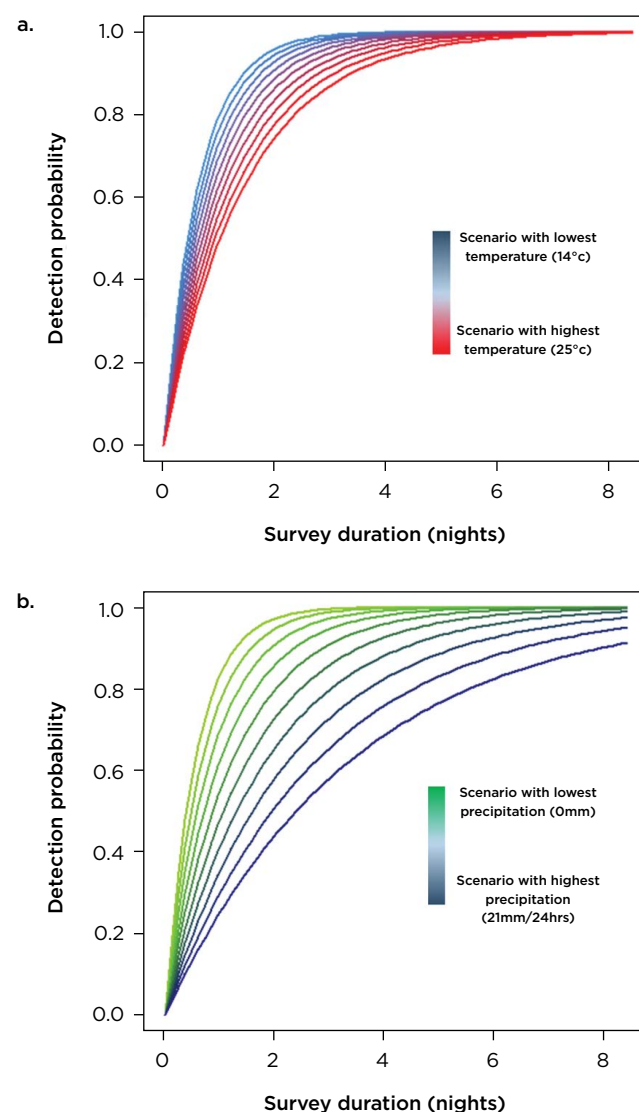 a.
1.0
0.8
0.6
0.4
0.2
0.0
Detection probability
Scenario with lowest
temperature (14°c)
Scenario with highest
temperature (25°c)
0 2 4 6 8
Survey duration (nights)
b.
1.0
0.8
0.6
0.4
0.2
0.0
Detection probability
Scenario with lowest
precipitation (0mm)
Scenario with highest
precipitation
(21mm/24hrs)
0 2 4 6 8
Survey duration (nights)